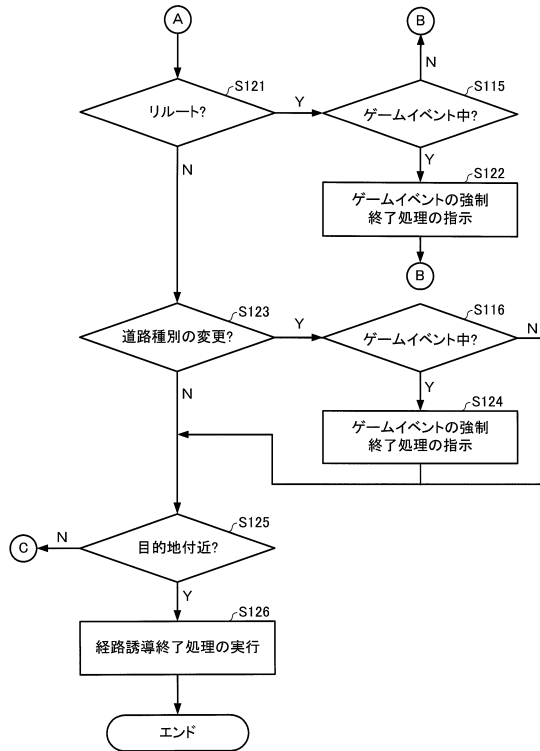 A
B
N
S121
リルート?
Y
S115
ゲームイベント中?
Y
N
S122
ゲームイベントの強制
終了処理の指示
B
S123
道路種別の変更?
Y
S116
ゲームイベント中?
N
Y
N
S124
ゲームイベントの強制
終了処理の指示
S125
目的地付近?
N
C
Y
S126
経路誘導終了処理の実行
エンド